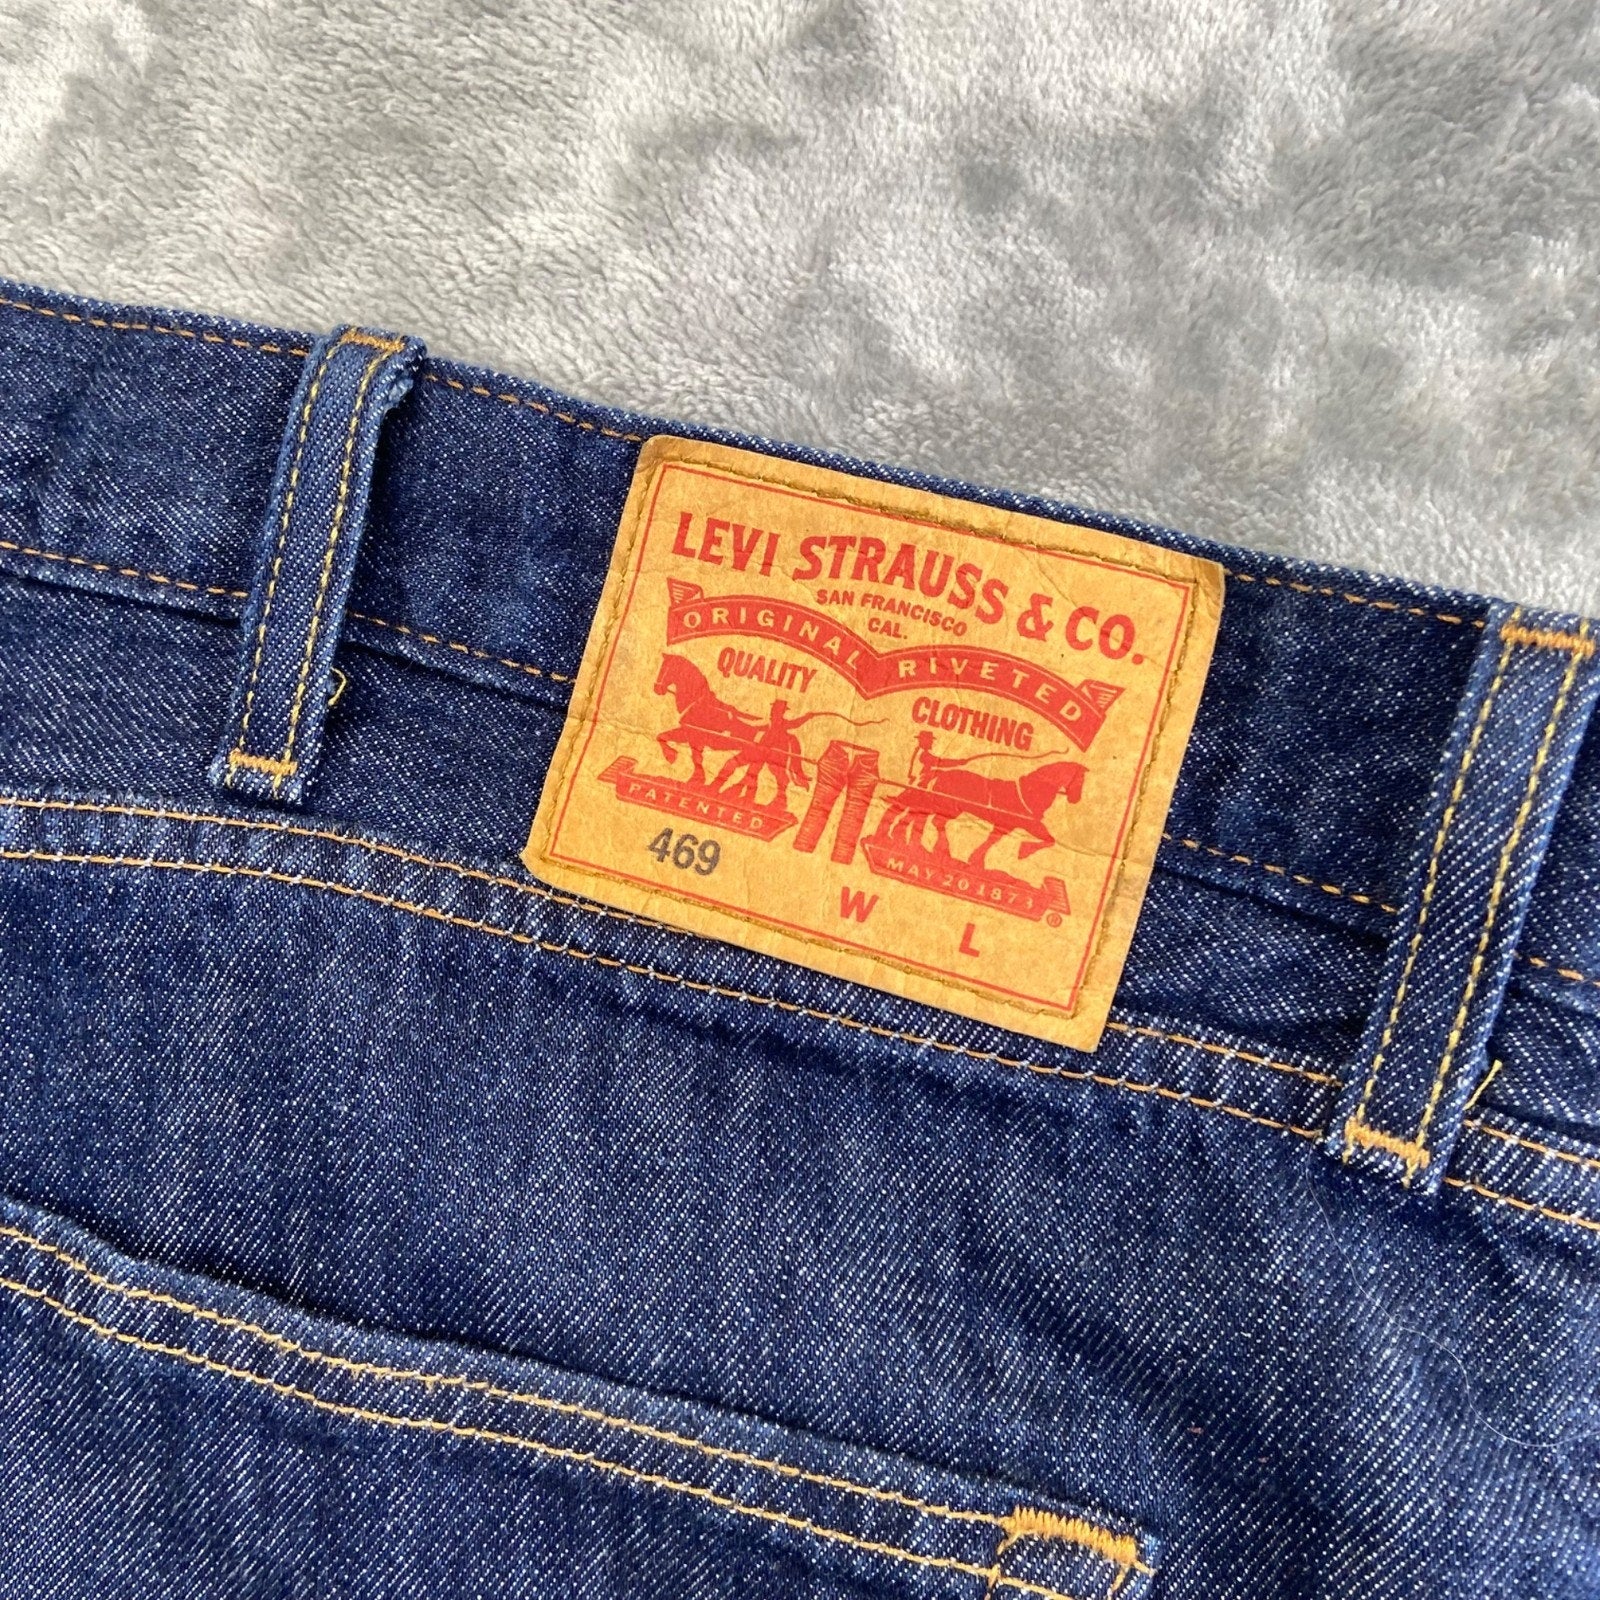 LEVI STRAUSS & CO.
SAN FRANCISCO
CAL.
ORIGINAL RIVETED
QUALITY CLOTHING
PATENTED MAY 20 1873 ®
469 W L